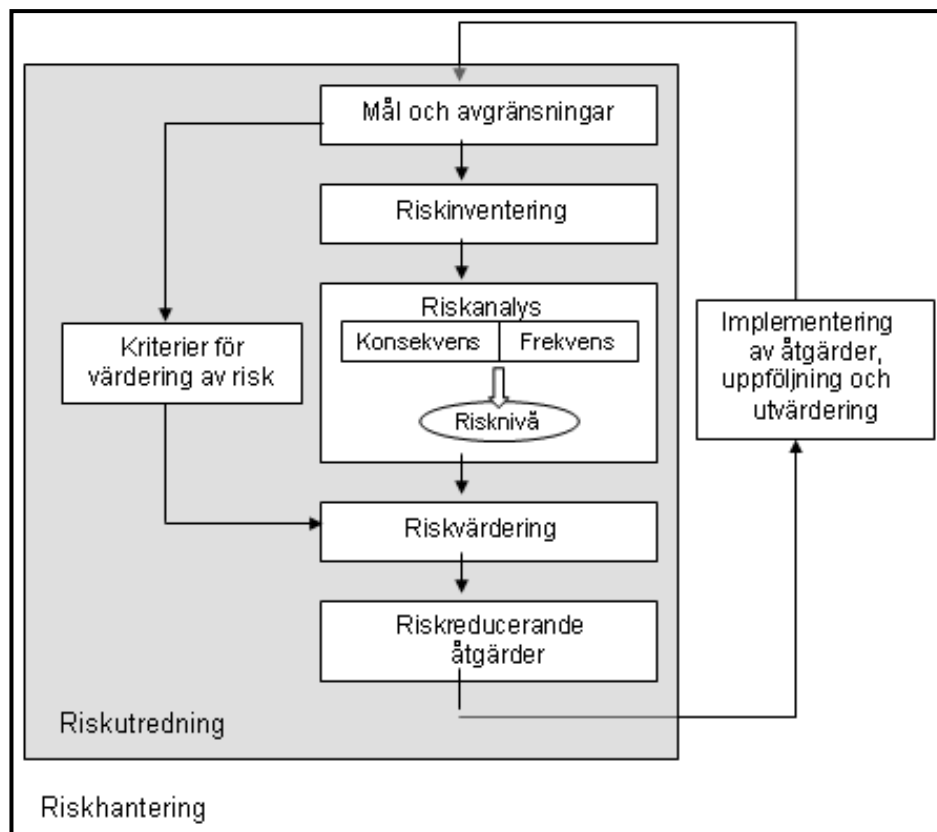 Mål och avgränsningar
Riskinventering
Riskanalys
Konsekvens
Frekvens
Risknivå
Kriterier för
värdering av risk
Implementering
av åtgärder,
uppföljning och
utvärdering
Riskvärdering
Riskreducerande
åtgärder
Riskutredning
Riskhantering